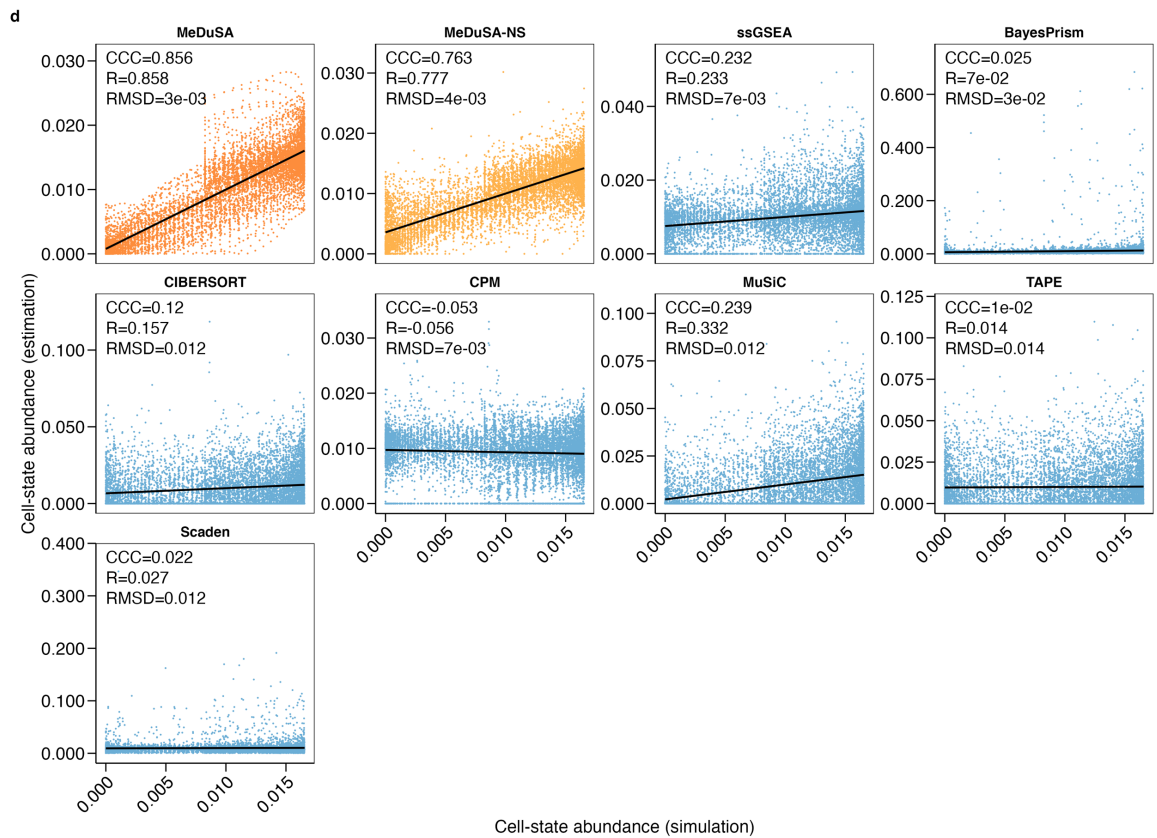 d
MeDuSA
CCC=0.856
R=0.858
RMSD=3e-03
0.030
0.020
0.010
0.000
MeDuSA-NS
CCC=0.763
R=0.777
RMSD=4e-03
0.030
0.020
0.010
0.000
ssGSEA
CCC=0.232
R=0.233
RMSD=7e-03
0.040
0.020
0.000
BayesPrism
CCC=0.025
R=7e-02
RMSD=3e-02
0.600
0.400
0.200
0.000
Cell-state abundance (estimation)
CIBERSORT
CCC=0.12
R=0.157
RMSD=0.012
0.100
0.050
0.000
CPM
CCC=-0.053
R=-0.056
RMSD=7e-03
0.030
0.020
0.010
0.000
0.000
0.005
0.010
0.015
MuSiC
CCC=0.239
R=0.332
RMSD=0.012
0.100
0.075
0.050
0.025
0.000
0.000
0.005
0.010
0.015
TAPE
CCC=1e-02
R=0.014
RMSD=0.014
0.125
0.100
0.075
0.050
0.025
0.000
0.000
0.005
0.010
0.015
Scaden
CCC=0.022
R=0.027
RMSD=0.012
0.400
0.300
0.200
0.100
0.000
0.000
0.005
0.010
0.015
Cell-state abundance (simulation)